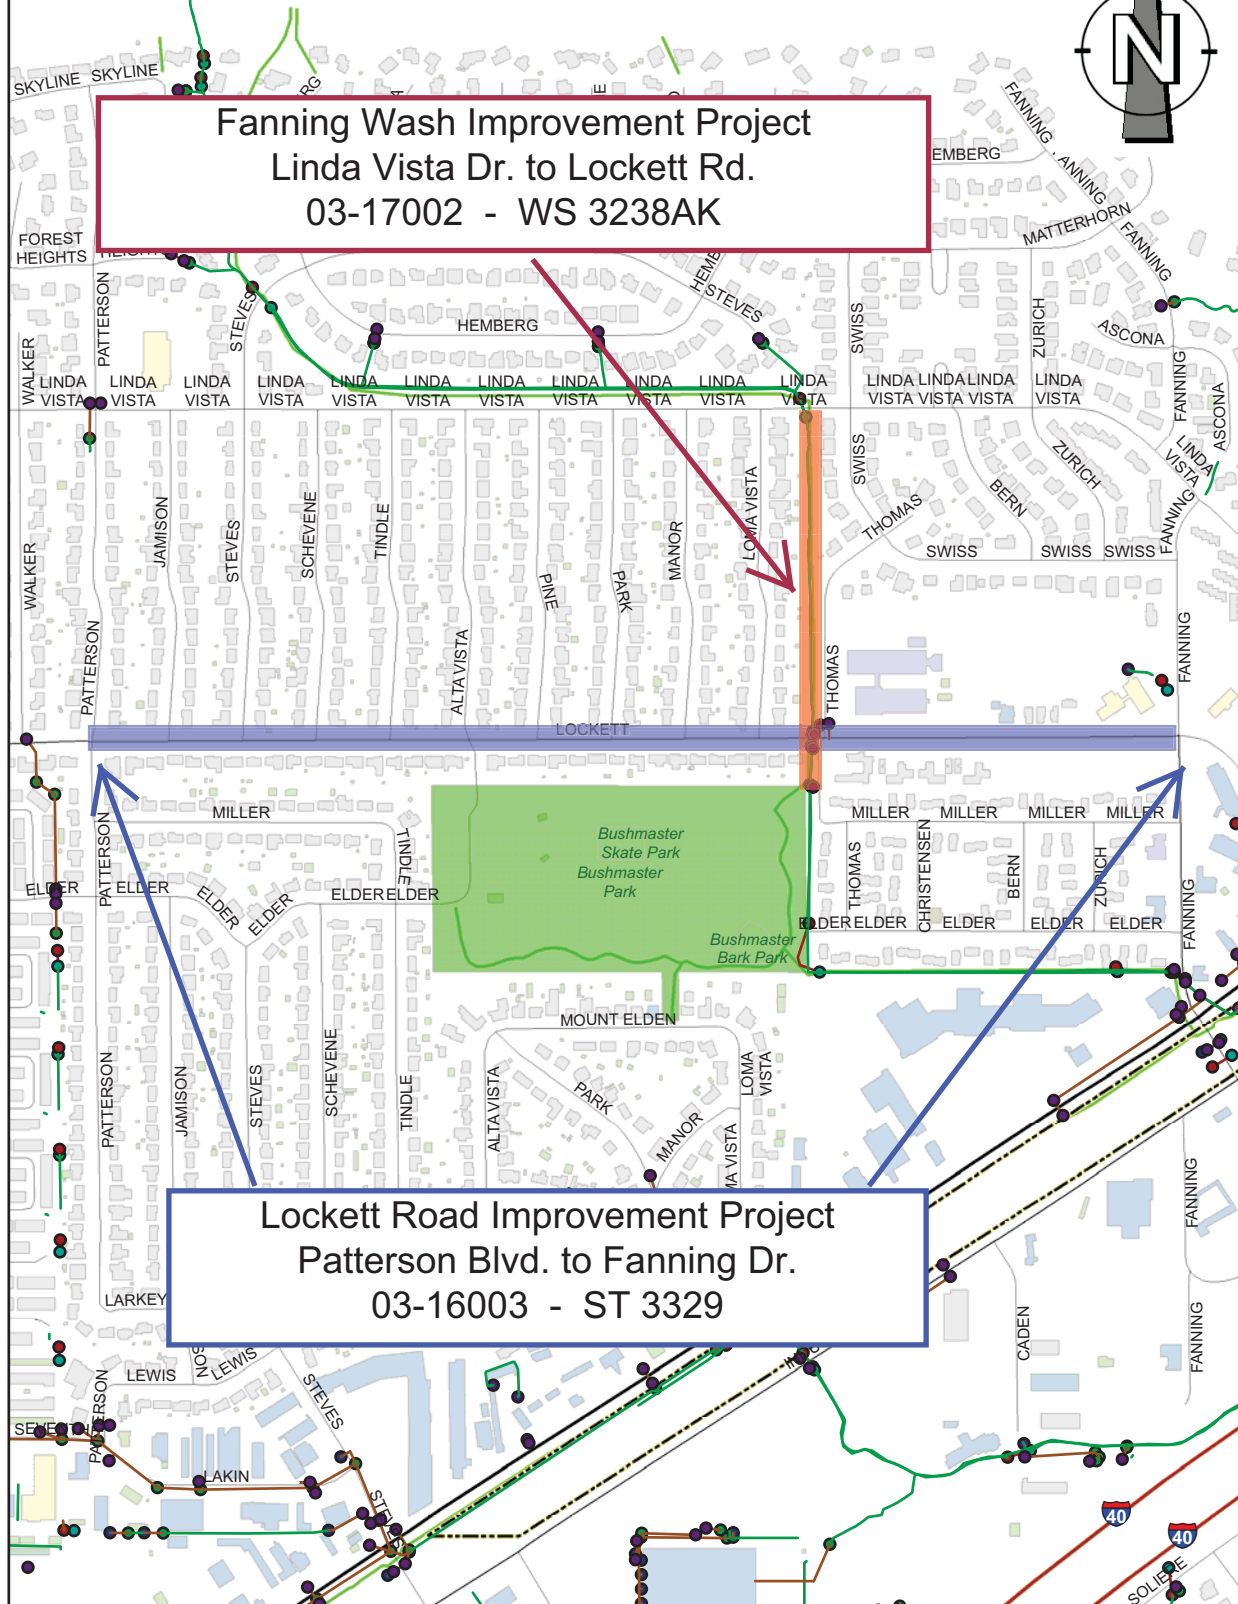 N
SKYLINE SKYLINE
Fanning Wash Improvement Project
Linda Vista Dr. to Lockett Rd.
03-17002 - WS 3238AK
FANNING
FANNING
MATTERHORN
FANNING
FOREST
HEIGHTS
PATTERSON
STEVES
HEMBERG
STEVES
SWISS
ZURICH
ASCONA
WALKER
FANNING
ASCONA
LINDA LINDA LINDA LINDA LINDA LINDA LINDA LINDA LINDA LINDA LINDA LINDA LINDA LINDA LINDA
VISTA VISTA VISTA VISTA VISTA VISTA VISTA VISTA VISTA VISTA VISTA VISTA VISTA VISTA VISTA
SWISS
ZURICH
LINDA
VISTA
BERN
FANNING
THOMAS
SWISS SWISS SWISS
WALKER
JAMISON
STEVES
SCHEVENE
TINDLE
PINE
PARK
MANOR
LOMA VISTA
PATTERSON
ALTA VISTA
THOMAS
FANNING
LOCKETT
MILLER
MILLER MILLER MILLER MILLER
PATTERSON
TINDLE
Bushmaster
Skate Park
Bushmaster
Park
THOMAS
CHRISTENSEN
BERN
ZURICH
FANNING
ELDER ELDER ELDER ELDER ELDER ELDER
ELDER ELDER ELDER ELDER ELDER
Bushmaster
Bark Park
MOUNT ELDEN
PATTERSON
JAMISON
STEVES
SCHEVENE
TINDLE
ALTA VISTA
PARK
MANOR
LOMA
VISTA
FANNING
Lockett Road Improvement Project
Patterson Blvd. to Fanning Dr.
03-16003 - ST 3329
LARKEY
CADEN
FANNING
LEWIS LEWIS
STEVES
PATTERSON
LAKIN
STEVES
40
40
SOLIERE